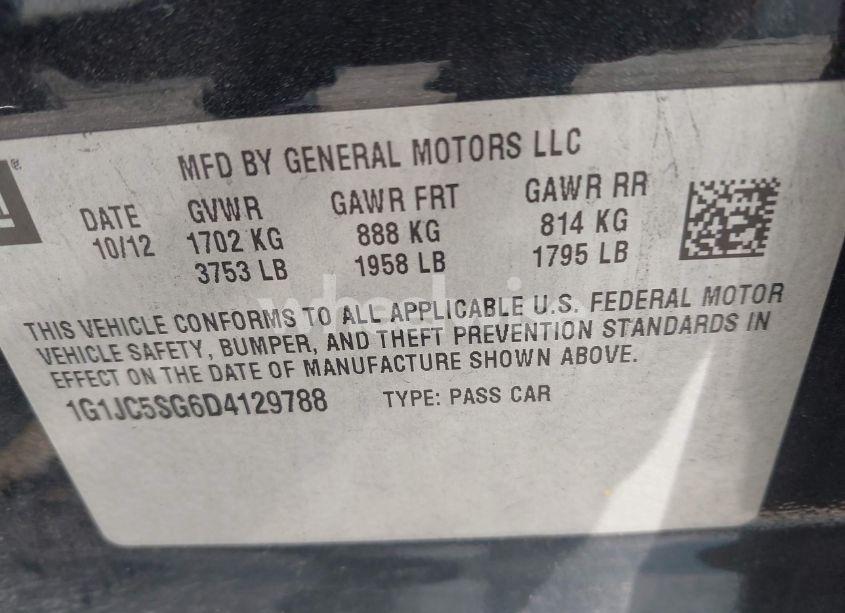 MFD BY GENERAL MOTORS LLC
DATE GVWR GAWR FRT GAWR RR
10/12 1702 KG 888 KG 814 KG
3753 LB 1958 LB 1795 LB
THIS VEHICLE CONFORMS TO ALL APPLICABLE U.S. FEDERAL MOTOR
VEHICLE SAFETY, BUMPER, AND THEFT PREVENTION STANDARDS IN
EFFECT ON THE DATE OF MANUFACTURE SHOWN ABOVE.
1G1JC5SG6D4129788 TYPE: PASS CAR